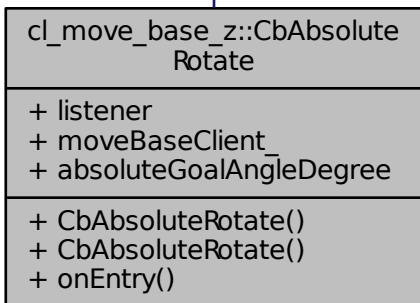 cl_move_base_z::CbAbsolute
Rotate
+ listener
+ moveBaseClient_
+ absoluteGoalAngleDegree
+ CbAbsoluteRotate()
+ CbAbsoluteRotate()
+ onEntry()